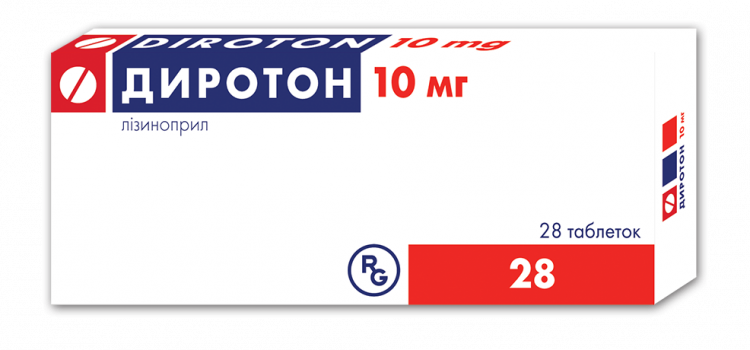 DIROTON 10 mg
ДИРОТОН 10 мг
лізиноприл
28 таблеток
RG
28
ДИРОТОН 10 мг